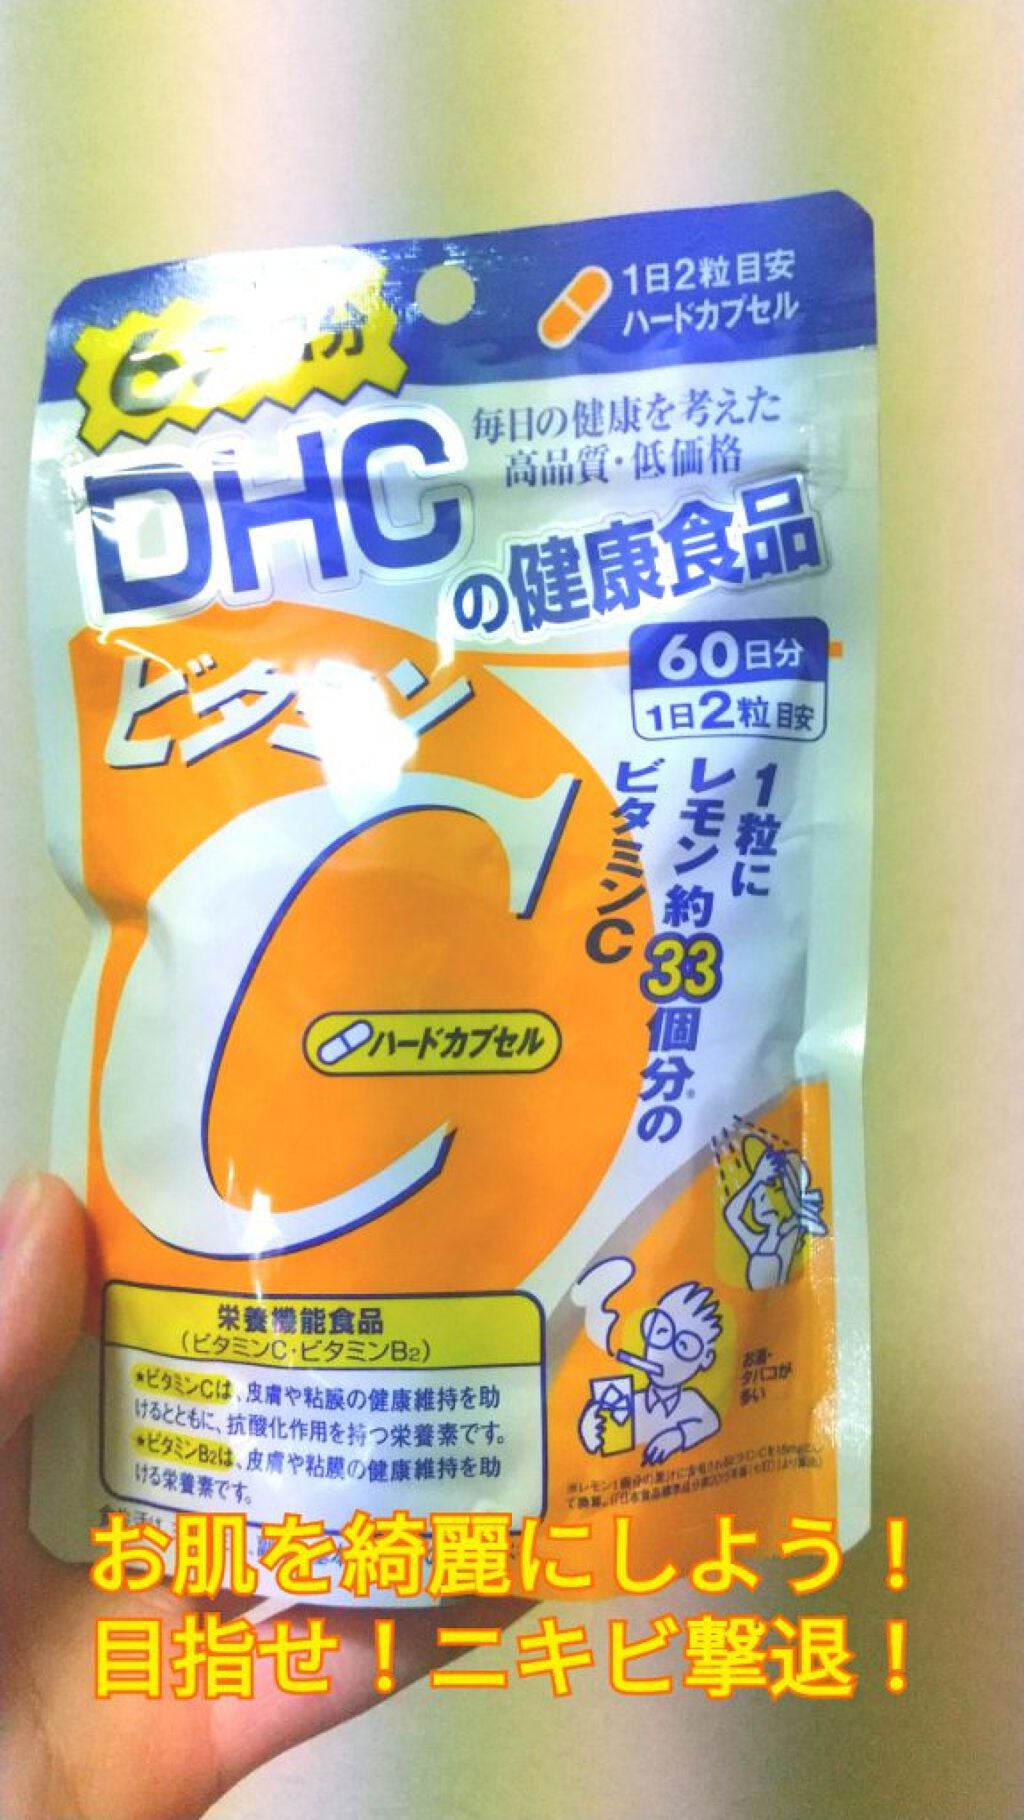 1日2粒目安
ハードカプセル
DHC
毎日の健康を考えた
高品質・低価格
の健康食品
60日分
1日2粒目安
ビタミン
C
1粒に
レモン約33個分の※
ビタミンC
ハードカプセル
栄養機能食品
(ビタミンC・ビタミンB2)
★ビタミンCは、皮膚や粘膜の健康維持を助
けるとともに、抗酸化作用を持つ栄養素です。
★ビタミンB2は、皮膚や粘膜の健康維持を助
ける栄養素です。
お酒・
タバコが
多い
お肌を綺麗にしよう！
目指せ！ニキビ撃退！